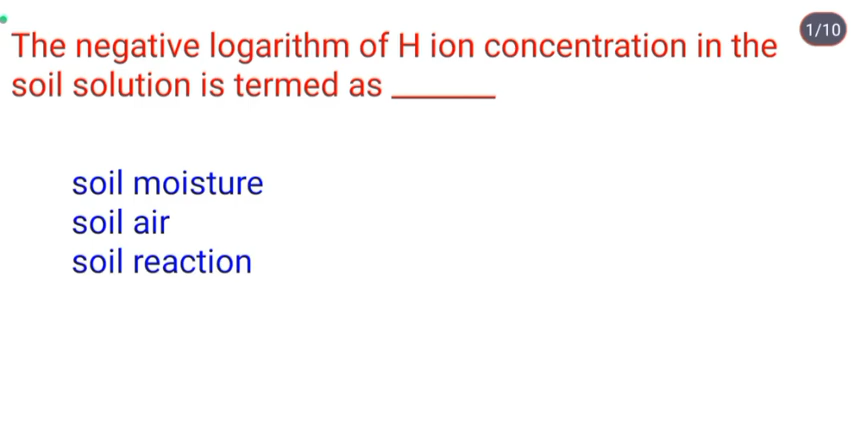 1/10
The negative logarithm of H ion concentration in the
soil solution is termed as ______
soil moisture
soil air
soil reaction